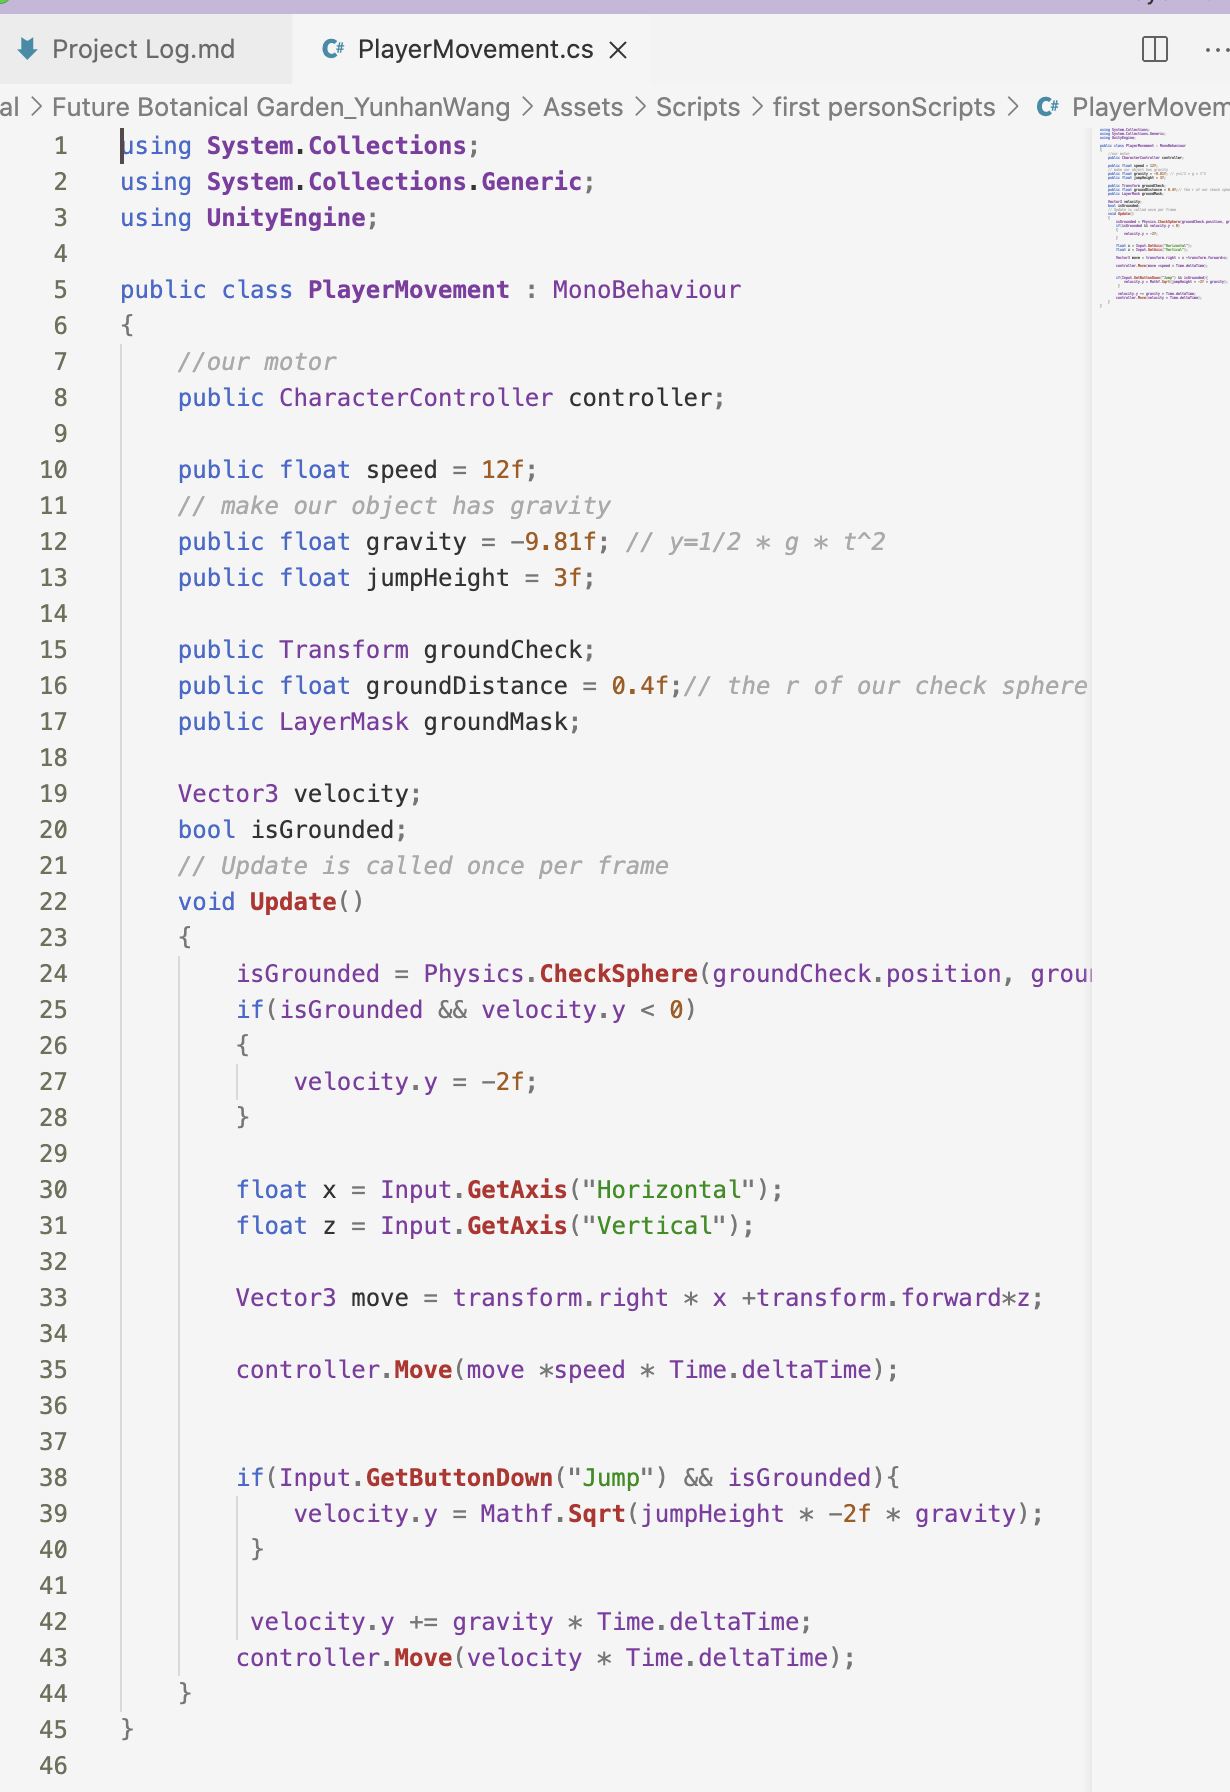 Project Log.md
C# PlayerMovement.cs
al > Future Botanical Garden_YunhanWang > Assets > Scripts > first personScripts > C# PlayerMovem
1 using System.Collections;
2 using System.Collections.Generic;
3 using UnityEngine;
4
5 public class PlayerMovement : MonoBehaviour
6 {
7 //our motor
8 public CharacterController controller;
9
10 public float speed = 12f;
11 // make our object has gravity
12 public float gravity = -9.81f; // y=1/2 * g * t^2
13 public float jumpHeight = 3f;
14
15 public Transform groundCheck;
16 public float groundDistance = 0.4f;// the r of our check sphere
17 public LayerMask groundMask;
18
19 Vector3 velocity;
20 bool isGrounded;
21 // Update is called once per frame
22 void Update()
23 {
24 isGrounded = Physics.CheckSphere(groundCheck.position, groun
25 if(isGrounded && velocity.y < 0)
26 {
27 velocity.y = -2f;
28 }
29
30 float x = Input.GetAxis("Horizontal");
31 float z = Input.GetAxis("Vertical");
32
33 Vector3 move = transform.right * x +transform.forward*z;
34
35 controller.Move(move *speed * Time.deltaTime);
36
37
38 if(Input.GetButtonDown("Jump") && isGrounded){
39 velocity.y = Mathf.Sqrt(jumpHeight * -2f * gravity);
40 }
41
42 velocity.y += gravity * Time.deltaTime;
43 controller.Move(velocity * Time.deltaTime);
44 }
45 }
46